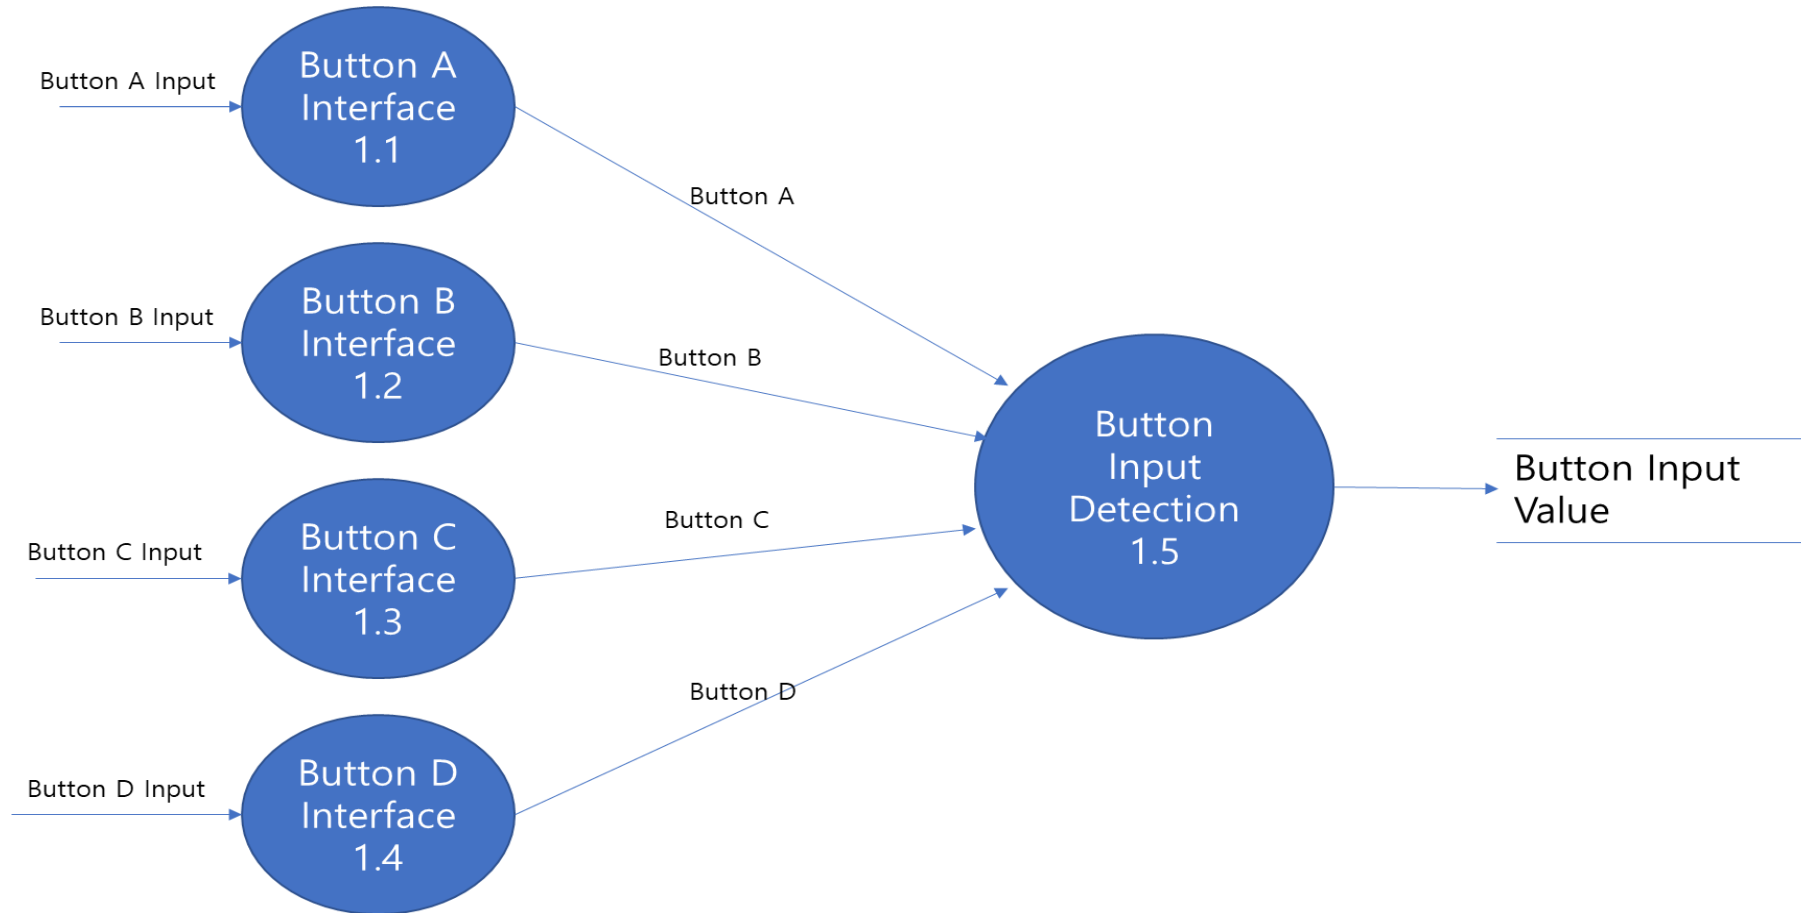 Button A Input
Button A
Interface
1.1
Button A
Button B Input
Button B
Interface
1.2
Button B
Button C Input
Button C
Interface
1.3
Button C
Button D Input
Button D
Interface
1.4
Button D
Button
Input
Detection
1.5
Button Input
Value